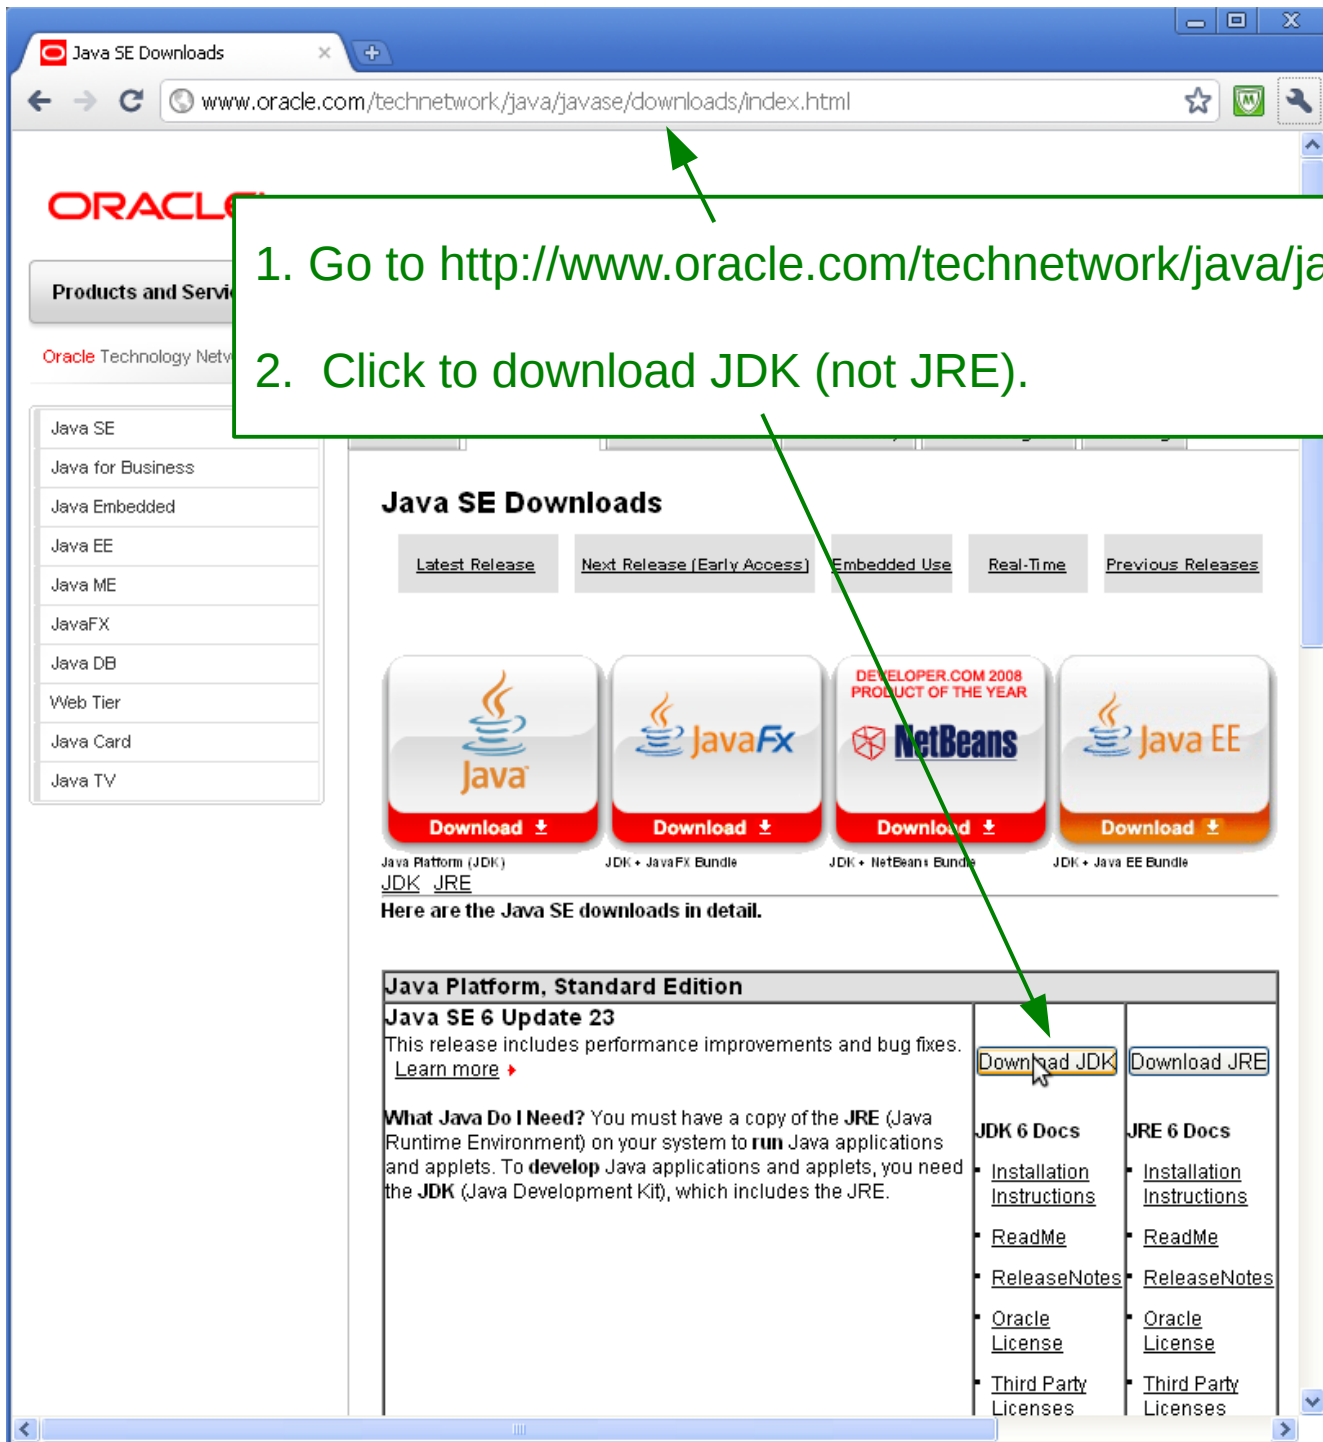 Java SE Downloads
www.oracle.com/technetwork/java/javase/downloads/index.html
ORACLE
1. Go to http://www.oracle.com/technetwork/java/ja
2. Click to download JDK (not JRE).
Products and Servi
Oracle Technology Netw
Java SE
Java for Business
Java Embedded
Java EE
Java ME
JavaFX
Java DB
Web Tier
Java Card
Java TV
Java SE Downloads
Latest Release Next Release (Early Access) Embedded Use Real-Time Previous Releases
Java
Download
JavaFx
Download
DEVELOPER.COM 2008
PRODUCT OF THE YEAR
NetBeans
Download
Java EE
Download
Java Platform (JDK) JDK + JavaFX Bundle JDK + NetBeans Bundle JDK + Java EE Bundle
JDK JRE
Here are the Java SE downloads in detail.
Java Platform, Standard Edition
Java SE 6 Update 23
This release includes performance improvements and bug fixes.
Learn more
What Java Do I Need? You must have a copy of the JRE (Java
Runtime Environment) on your system to run Java applications
and applets. To develop Java applications and applets, you need
the JDK (Java Development Kit), which includes the JRE.
Download JDK
JDK 6 Docs
Installation
Instructions
ReadMe
ReleaseNotes
Oracle
License
Third Party
Licenses
Download JRE
JRE 6 Docs
Installation
Instructions
ReadMe
ReleaseNotes
Oracle
License
Third Party
Licenses